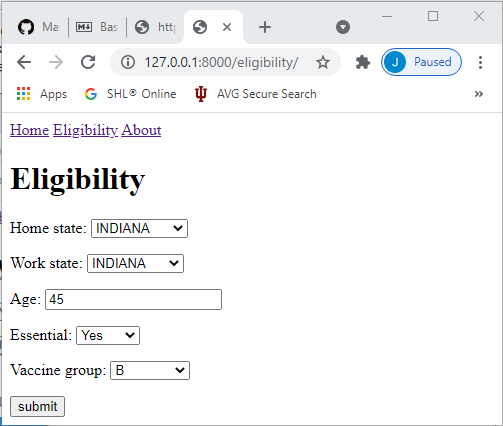 Ma Bas http
127.0.0.1:8000/eligibility/ J Paused
Apps G SHL® Online AVG Secure Search »
Home Eligibility About
Eligibility
Home state: INDIANA
Work state: INDIANA
Age: 45
Essential: Yes
Vaccine group: B
submit